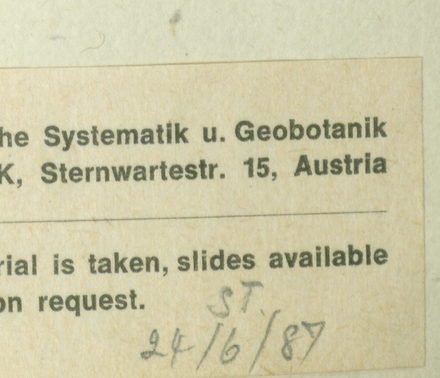 he Systematik u. Geobotanik
K, Sternwartestr. 15, Austria
rial is taken, slides available
on request.
ST.
24/6/87